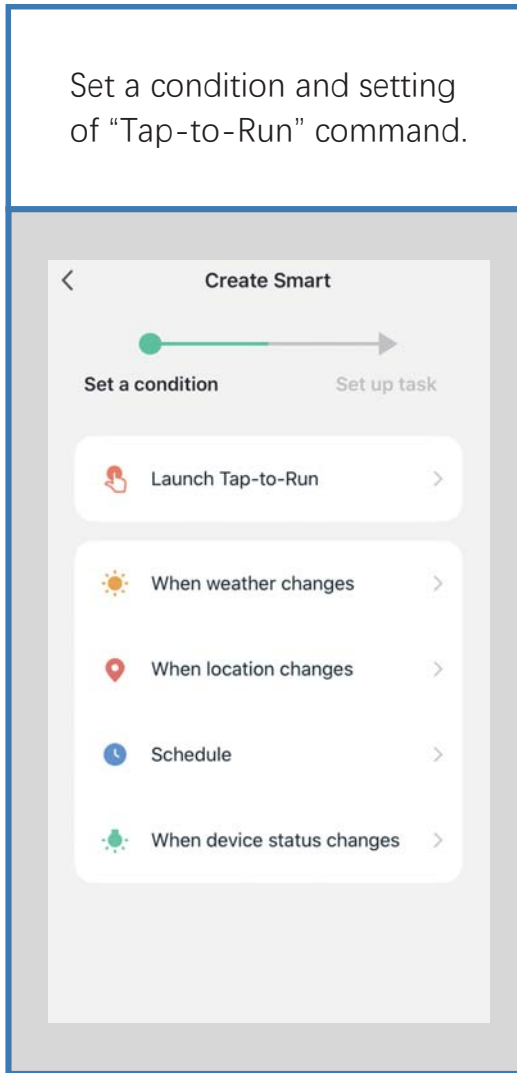 Set a condition and setting
of “Tap-to-Run” command.
Create Smart
Set a condition
Set up task
Launch Tap-to-Run
When weather changes
When location changes
Schedule
When device status changes